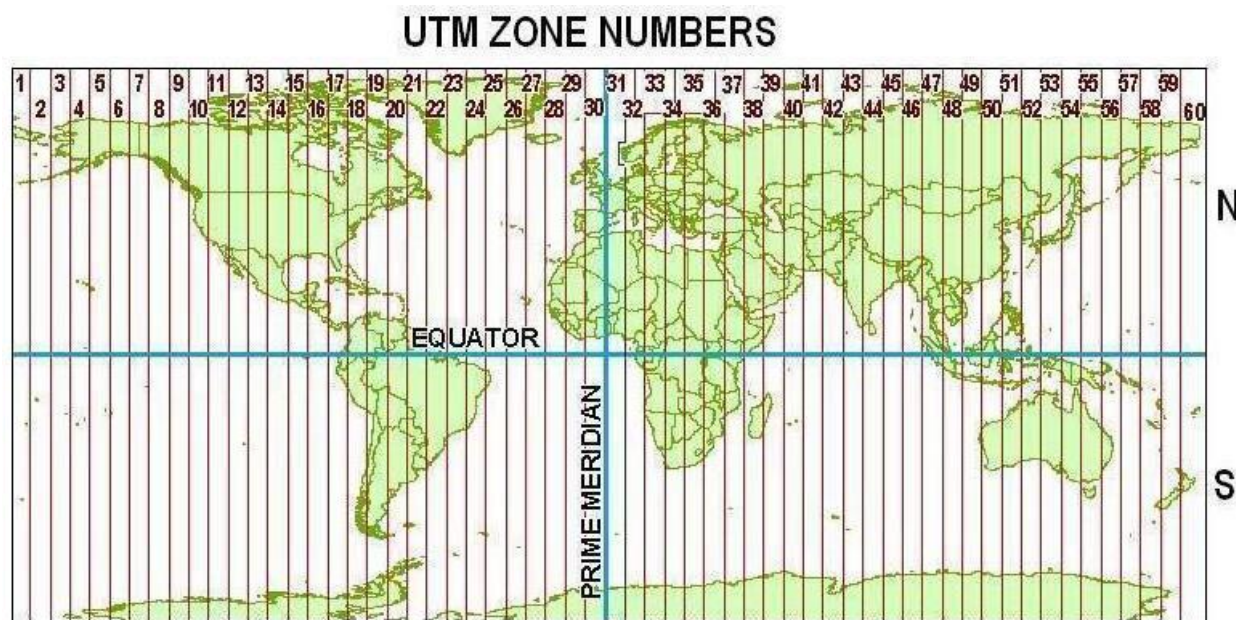 UTM ZONE NUMBERS
1 3 5 7 9 11 13 15 17 19 21 23 25 27 29 31 33 35 37 39 41 43 45 47 49 51 53 55 57 59
2 4 6 8 10 12 14 16 18 20 22 24 26 28 30 32 34 36 38 40 42 44 46 48 50 52 54 56 58 60
N
EQUATOR
PRIME MERIDIAN
S